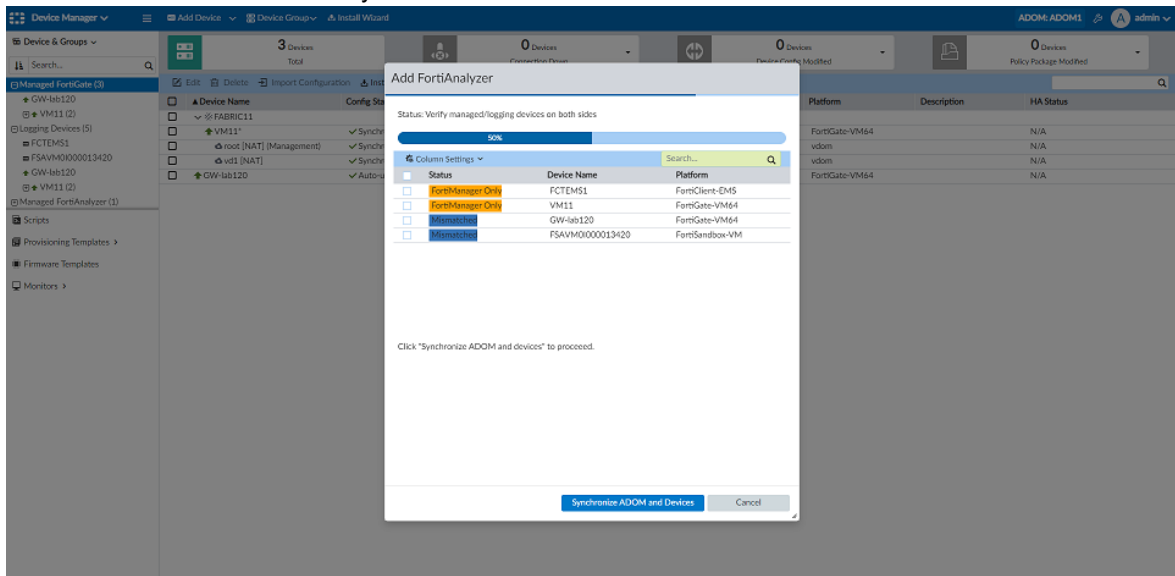 Device Manager
Add Device Device Group Install Wizard
ADOM: ADOM1 A admin
Device & Groups
Search...
Managed FortiGate (3)
GW-lab120
VM11 (2)
Logging Devices (5)
FCTEMS1
FSAVM0I000013420
GW-lab120
VM11 (2)
Managed FortiAnalyzer (1)
Scripts
Provisioning Templates
Firmware Templates
Monitors
3 Devices
Total
0 Devices
Connection Down
0 Devices
Device Config Modified
0 Devices
Policy Package Modified
Edit Delete Import Configuration Inst
Device Name Config Sta Platform Description HA Status
FABRIC11
VM11* Synchr FortiGate-VM64 N/A
root [NAT] (Management) Synchr vdom N/A
vd1 [NAT] Synchr vdom N/A
GW-lab120 Auto-u FortiGate-VM64 N/A
Add FortiAnalyzer
Status: Verify managed/logging devices on both sides
50%
Column Settings Search...
Status Device Name Platform
FortiManager Only FCTEMS1 FortiClient-EMS
FortiManager Only VM11 FortiGate-VM64
Mismatched GW-lab120 FortiGate-VM64
Mismatched FSAVM0I000013420 FortiSandbox-VM
Click "Synchronize ADOM and devices" to proceeed.
Synchronize ADOM and Devices Cancel